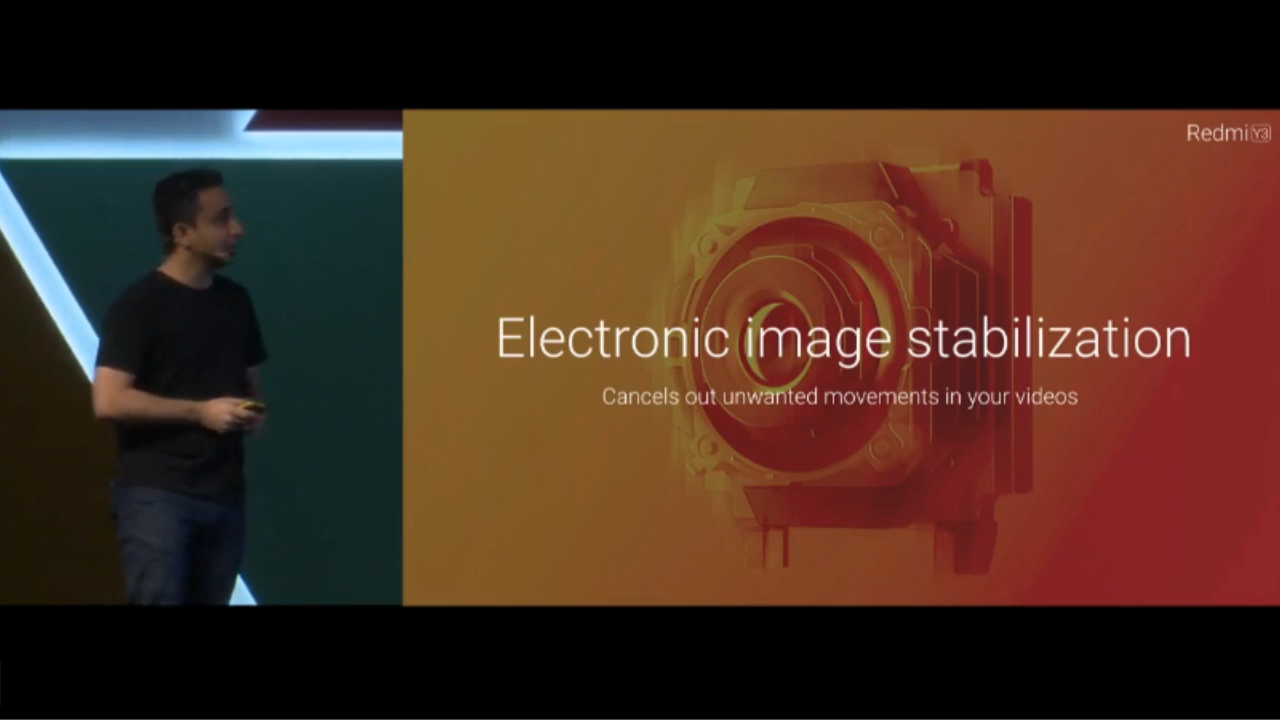 Redmi Y3
Electronic image stabilization
Cancels out unwanted movements in your videos